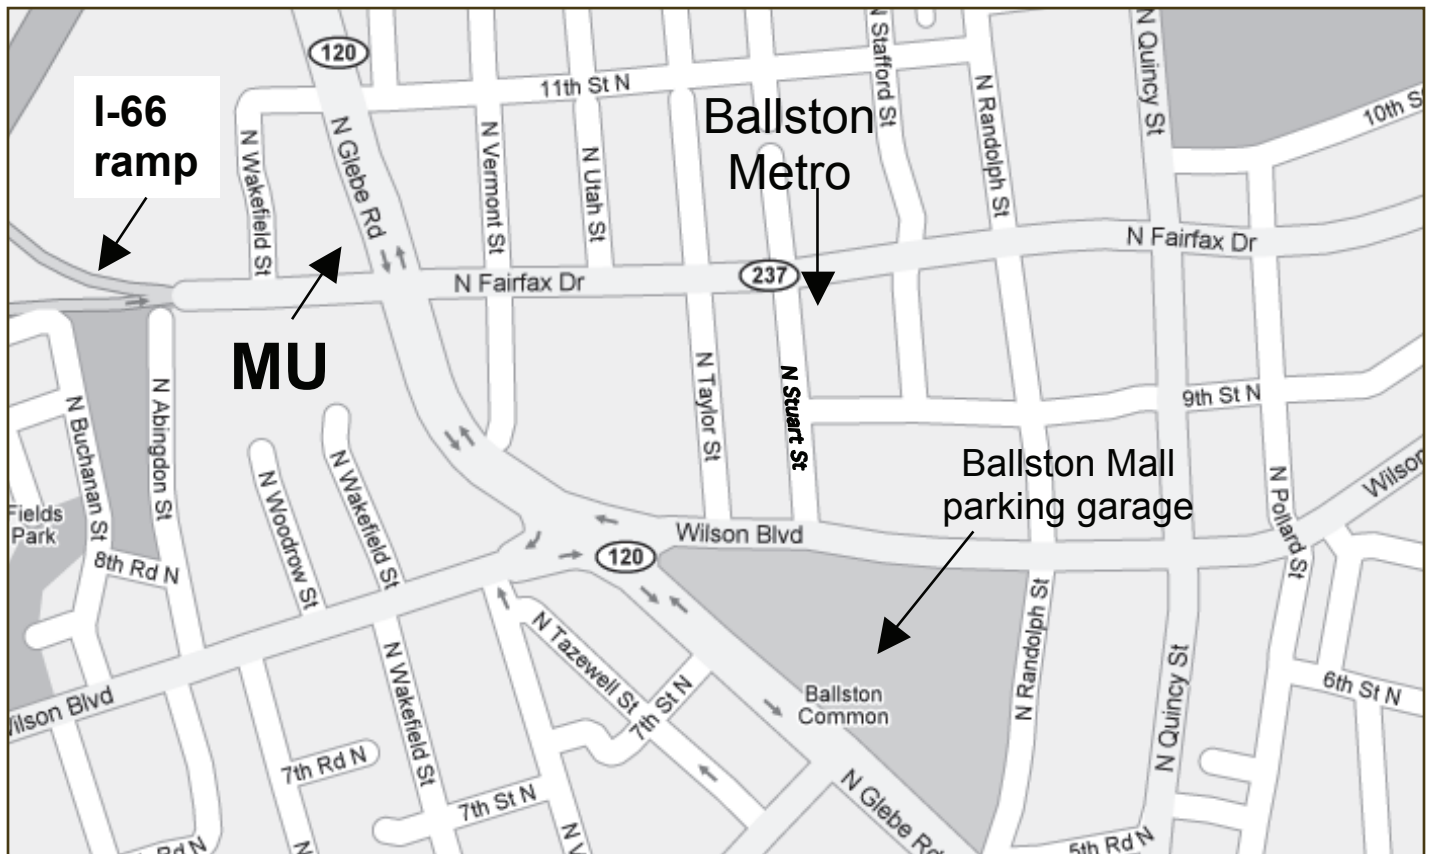 120
I-66
ramp
11th St N
N Stafford St
N Quincy St
10th S
Ballston
Metro
N Wakefield St
N Glebe Rd
N Vermont St
N Utah St
N Randolph St
N Fairfax Dr
N Fairfax Dr
237
MU
N Buchanan St
N Abingdon St
N Taylor St
N Stuart St
9th St N
Ballston Mall
parking garage
N Pollard St
Wilson
Fields
Park
8th Rd N
N Woodrow St
N Wakefield St
Wilson Blvd
120
N Tazewell St
N Randolph St
N Quincy St
6th St N
Wilson Blvd
N Wakefield St
7th St N
Ballston
Common
7th Rd N
7th St N
N Glebe Rd
Rd N
N
N V
5th Rd N